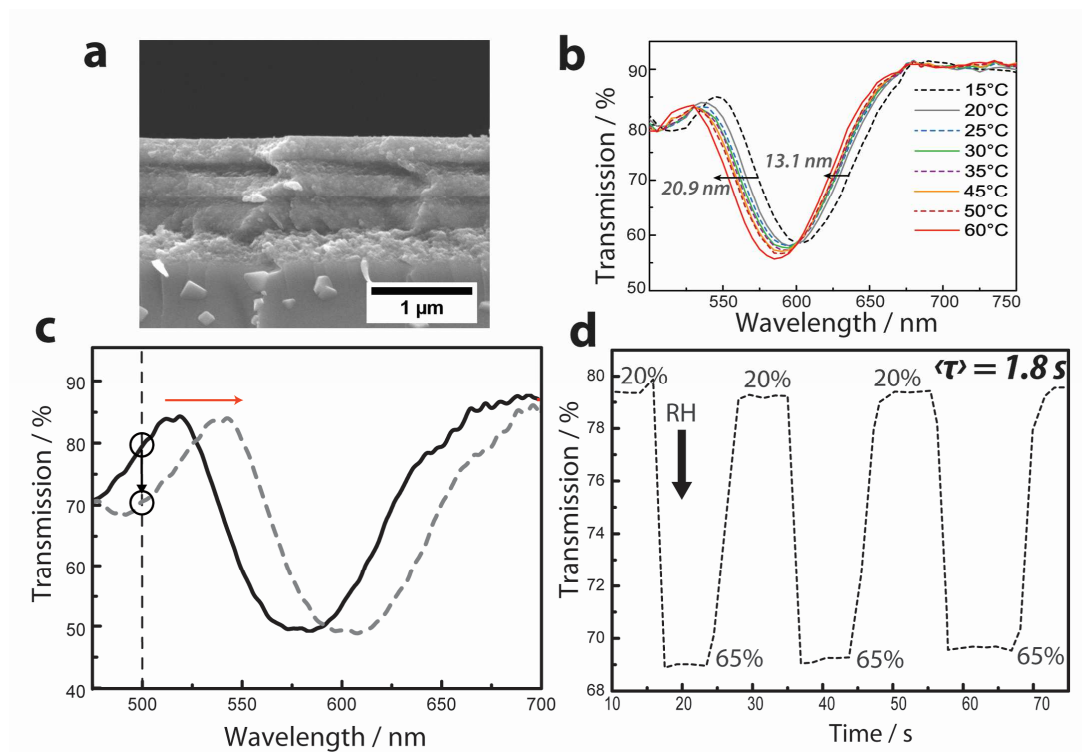 a
1 µm
b
Transmission / %
90
80
70
60
50
15°C
20°C
25°C
30°C
35°C
45°C
50°C
60°C
13.1 nm
20.9 nm
550
600
650
700
750
Wavelength / nm
c
Transmission / %
90
80
70
60
50
40
500
550
600
650
700
Wavelength / nm
d
⟨τ⟩ = 1.8 s
Transmission / %
80
78
76
74
72
70
68
20%
20%
20%
RH
65%
65%
65%
10
20
30
40
50
60
70
Time / s